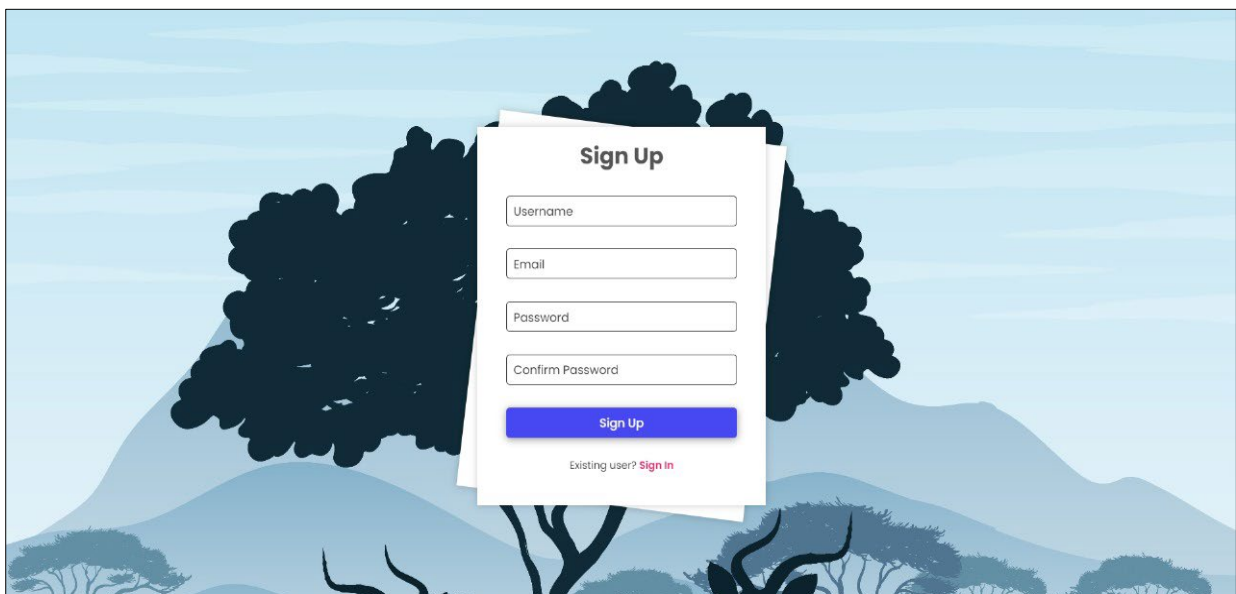 Sign Up
Username
Email
Password
Confirm Password
Sign Up
Existing user? Sign In